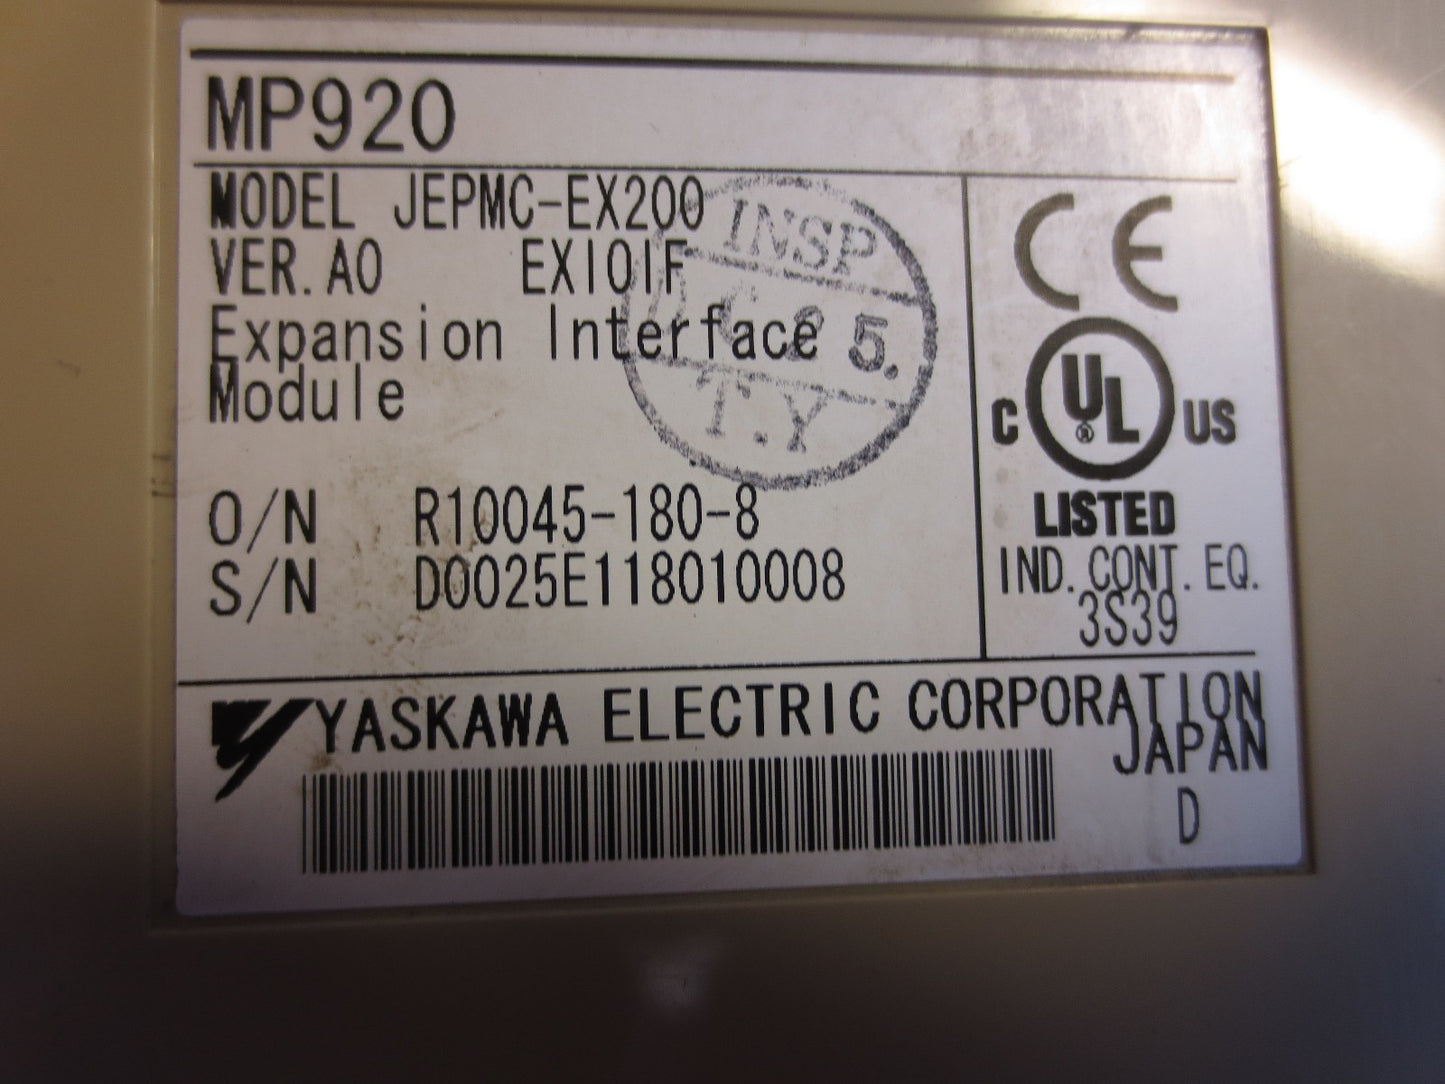 MP920
MODEL JEPMC-EX200
VER. A0 EXIOIF
Expansion Interface
Module
INSP
5.
T.Y
O/N R10045-180-8
S/N D0025E118010008
CE
C UL® US
LISTED
IND. CONT. EQ.
3S39
YASKAWA ELECTRIC CORPORATION
JAPAN
D